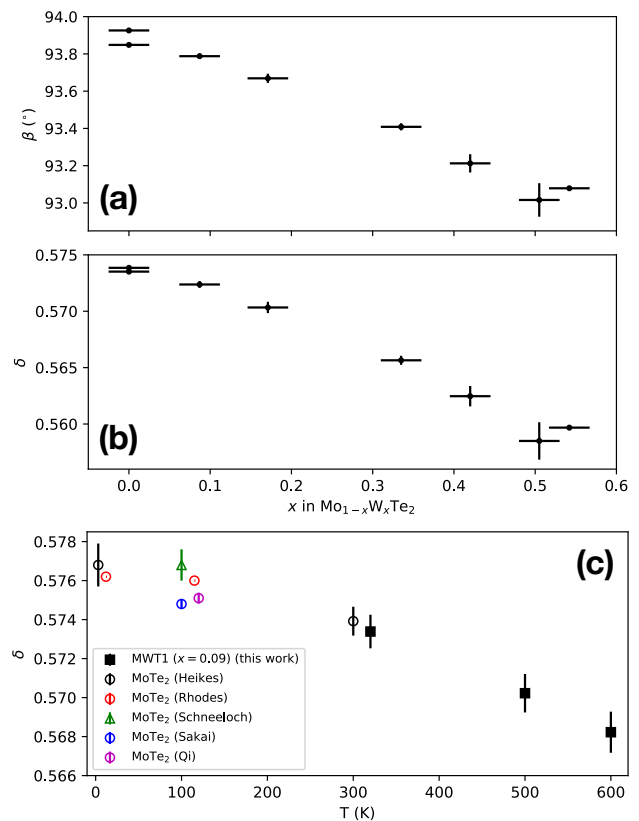 94.0
93.8
93.6
93.4
93.2
93.0
β (°)
(a)
0.575
0.570
0.565
0.560
δ
(b)
0.0 0.1 0.2 0.3 0.4 0.5 0.6
x in Mo₁₋ₓWₓTe₂
0.578
0.576
0.574
0.572
0.570
0.568
0.566
δ
(c)
MWT1 (x = 0.09) (this work)
MoTe₂ (Heikes)
MoTe₂ (Rhodes)
MoTe₂ (Schneeloch)
MoTe₂ (Sakai)
MoTe₂ (Qi)
0 100 200 300 400 500 600
T (K)